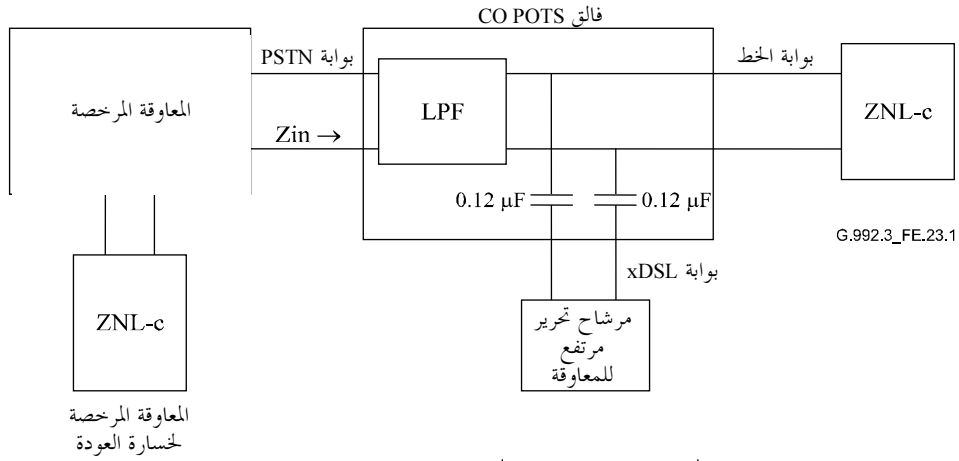 فالق CO POTS
بوابة PSTN
بوابة الخط
المعاوقة المرخصة
LPF
ZNL-c
Zin →
0.12 µF
0.12 µF
G.992.3_FE.23.1
بوابة xDSL
ZNL-c
مرشاح تحرير
مرتفع
للمعاوقة
المعاوقة المرخصة
لخسارة العودة